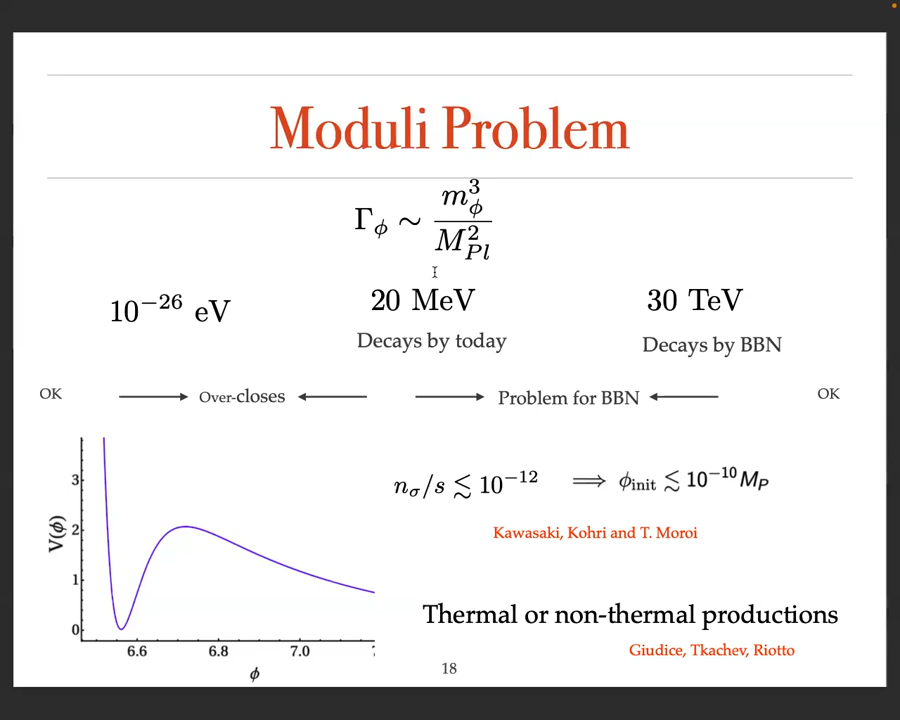 Moduli Problem
Γ_ϕ ∼ m_ϕ^3 / M_{Pl}^2
10^{−26} eV
20 MeV
30 TeV
Decays by today
Decays by BBN
OK
Over-closes
Problem for BBN
OK
n_σ/s ≲ 10^{−12} ⟹ ϕ_init ≲ 10^{−10} M_P
Kawasaki, Kohri and T. Moroi
Thermal or non-thermal productions
Giudice, Tkachev, Riotto
V(ϕ)
3
2
1
0
6.6 6.8 7.0
ϕ
18